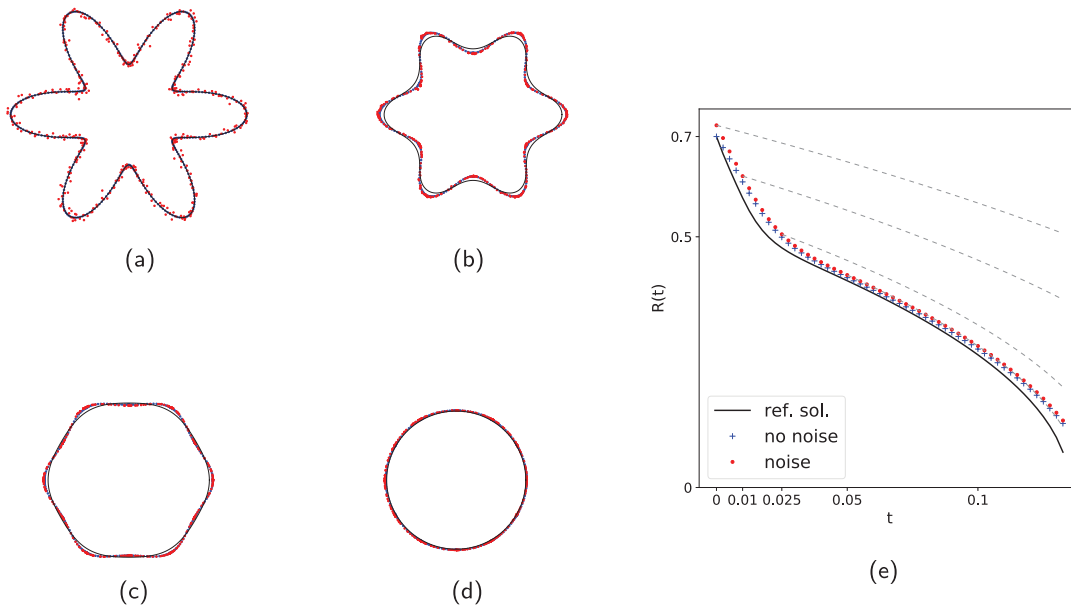 (a)
(b)
(c)
(d)
R(t)
0.7
0.5
0
ref. sol.
no noise
noise
0 0.01 0.025 0.05 0.1
t
(e)